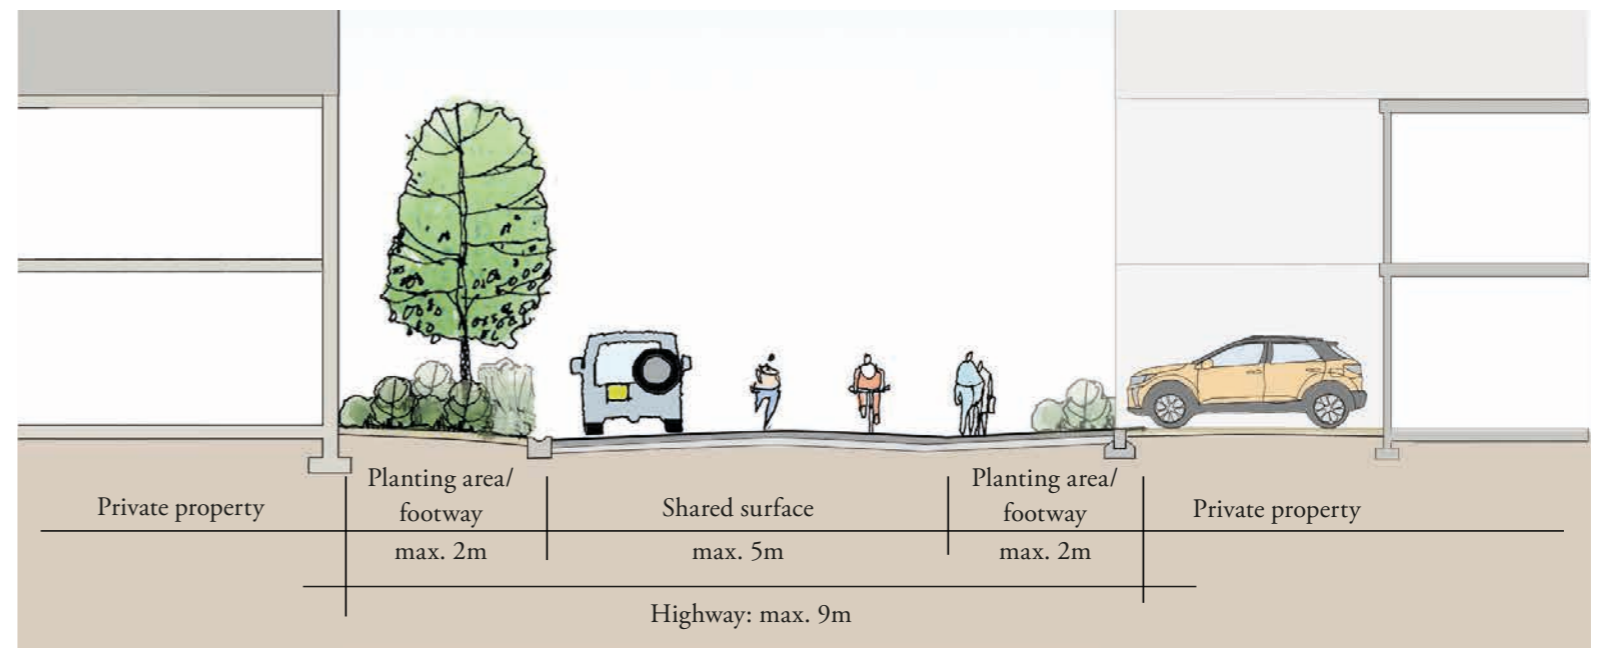 Private property
Planting area/
footway
max. 2m
Shared surface
max. 5m
Planting area/
footway
max. 2m
Private property
Highway: max. 9m